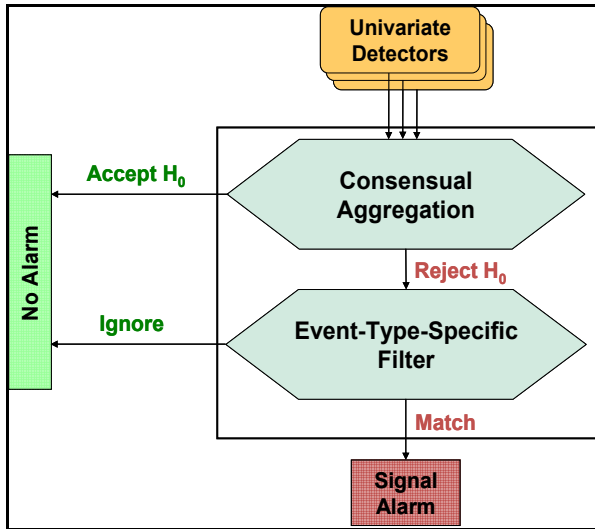 Univariate
Detectors
Accept H₀
Consensual
Aggregation
No Alarm
Reject H₀
Ignore
Event-Type-Specific
Filter
Match
Signal
Alarm